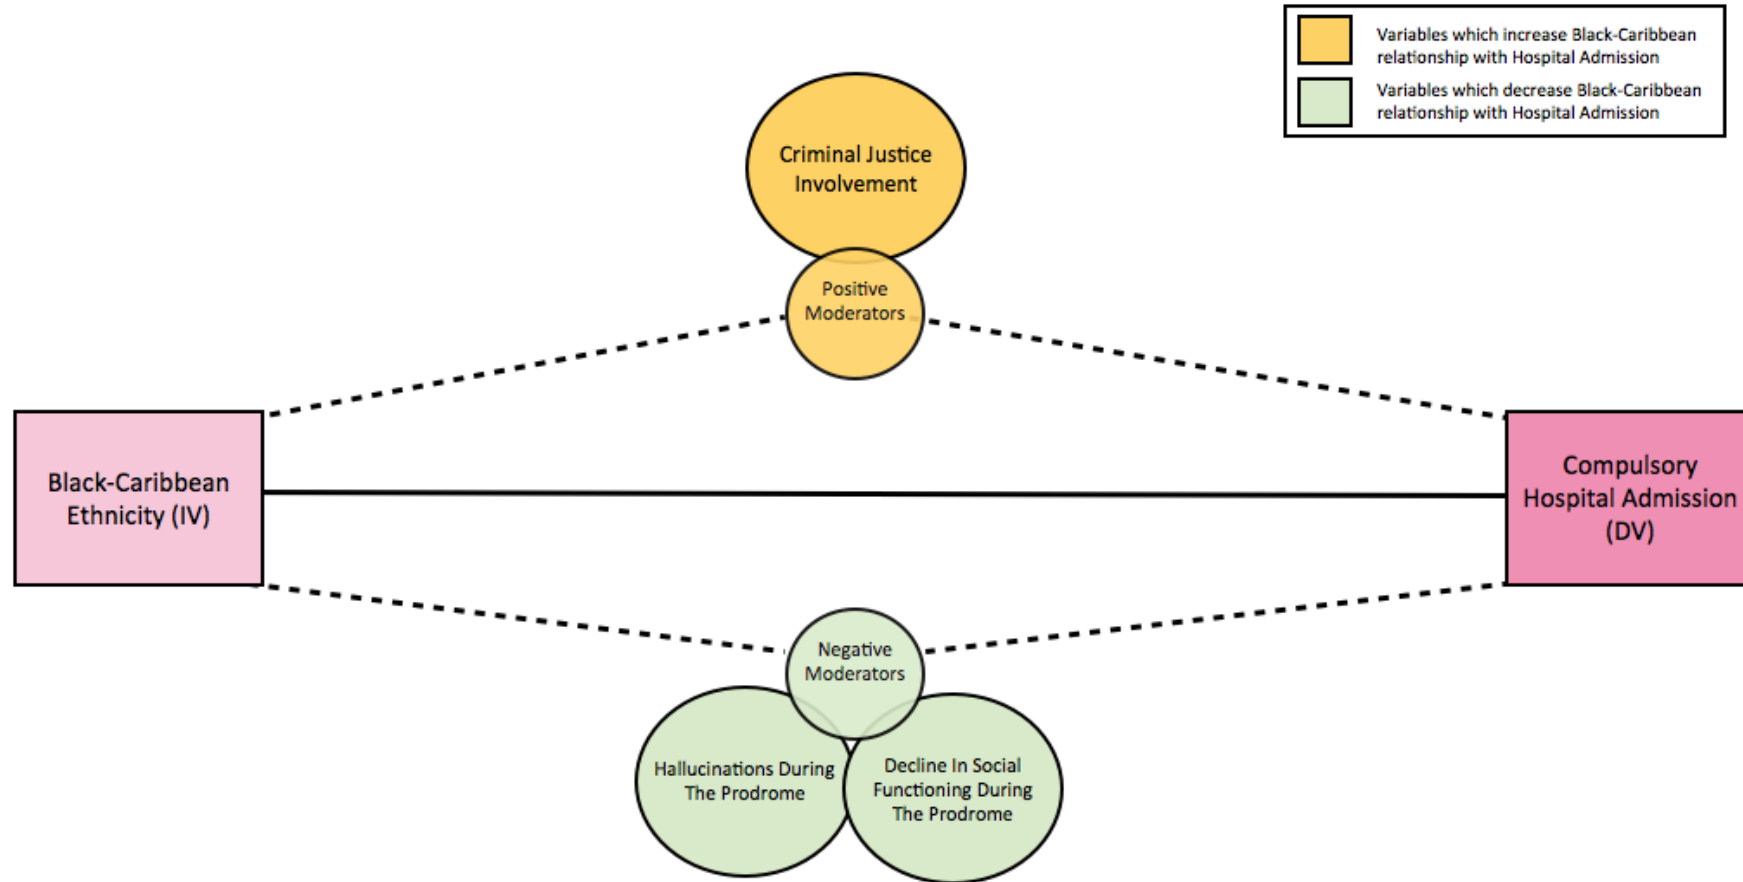 Variables which increase Black-Caribbean
relationship with Hospital Admission
Variables which decrease Black-Caribbean
relationship with Hospital Admission
Criminal Justice
Involvement
Positive
Moderators
Black-Caribbean
Ethnicity (IV)
Compulsory
Hospital Admission
(DV)
Negative
Moderators
Hallucinations During
The Prodrome
Decline In Social
Functioning During
The Prodrome